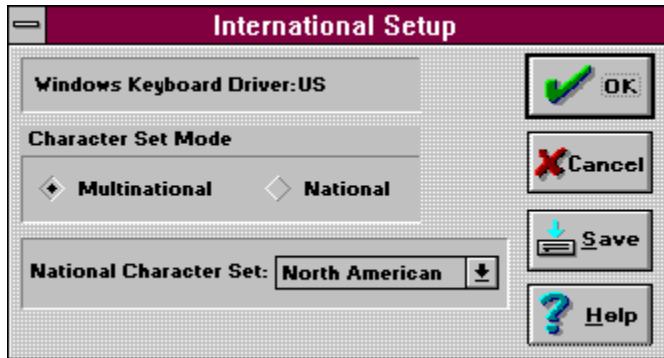 International Setup
Windows Keyboard Driver:US
OK
Character Set Mode
Multinational
National
Cancel
National Character Set: North American
Save
Help